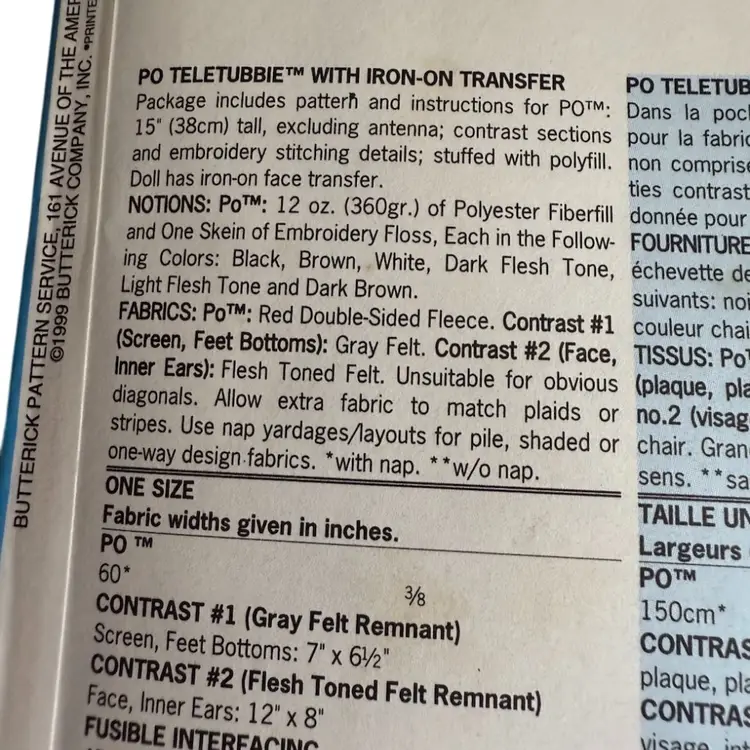 BUTTERICK PATTERN SERVICE, 161 AVENUE OF THE
©1999 BUTTERICK COMPANY, INC.
PO TELETUBBIE™ WITH IRON-ON TRANSFER
Package includes pattern and instructions for PO™:
15" (38cm) tall, excluding antenna; contrast sections
and embroidery stitching details; stuffed with polyfill.
Doll has iron-on face transfer.
NOTIONS: Po™: 12 oz. (360gr.) of Polyester Fiberfill
and One Skein of Embroidery Floss, Each in the Follow-
ing Colors: Black, Brown, White, Dark Flesh Tone,
Light Flesh Tone and Dark Brown.
FABRICS: Po™: Red Double-Sided Fleece. Contrast #1
(Screen, Feet Bottoms): Gray Felt. Contrast #2 (Face,
Inner Ears): Flesh Toned Felt. Unsuitable for obvious
diagonals. Allow extra fabric to match plaids or
stripes. Use nap yardages/layouts for pile, shaded or
one-way design fabrics. *with nap. **w/o nap.
ONE SIZE
Fabric widths given in inches.
PO ™
60* 3/8
CONTRAST #1 (Gray Felt Remnant)
Screen, Feet Bottoms: 7" x 6½"
CONTRAST #2 (Flesh Toned Felt Remnant)
Face, Inner Ears: 12" x 8"
FUSIBLE INTERFACING
PO TELETUB
Dans la poc
pour la fabric
non comprise
ties contrast
donnée pour
FOURNITURE
échevette de
suivants: noi
couleur chai
TISSUS: Po
(plaque, pla
no.2 (visag
chair. Gran
sens. **sa
TAILLE UN
Largeurs
PO™
150cm*
CONTRAS
plaque, pla
CONTRAS